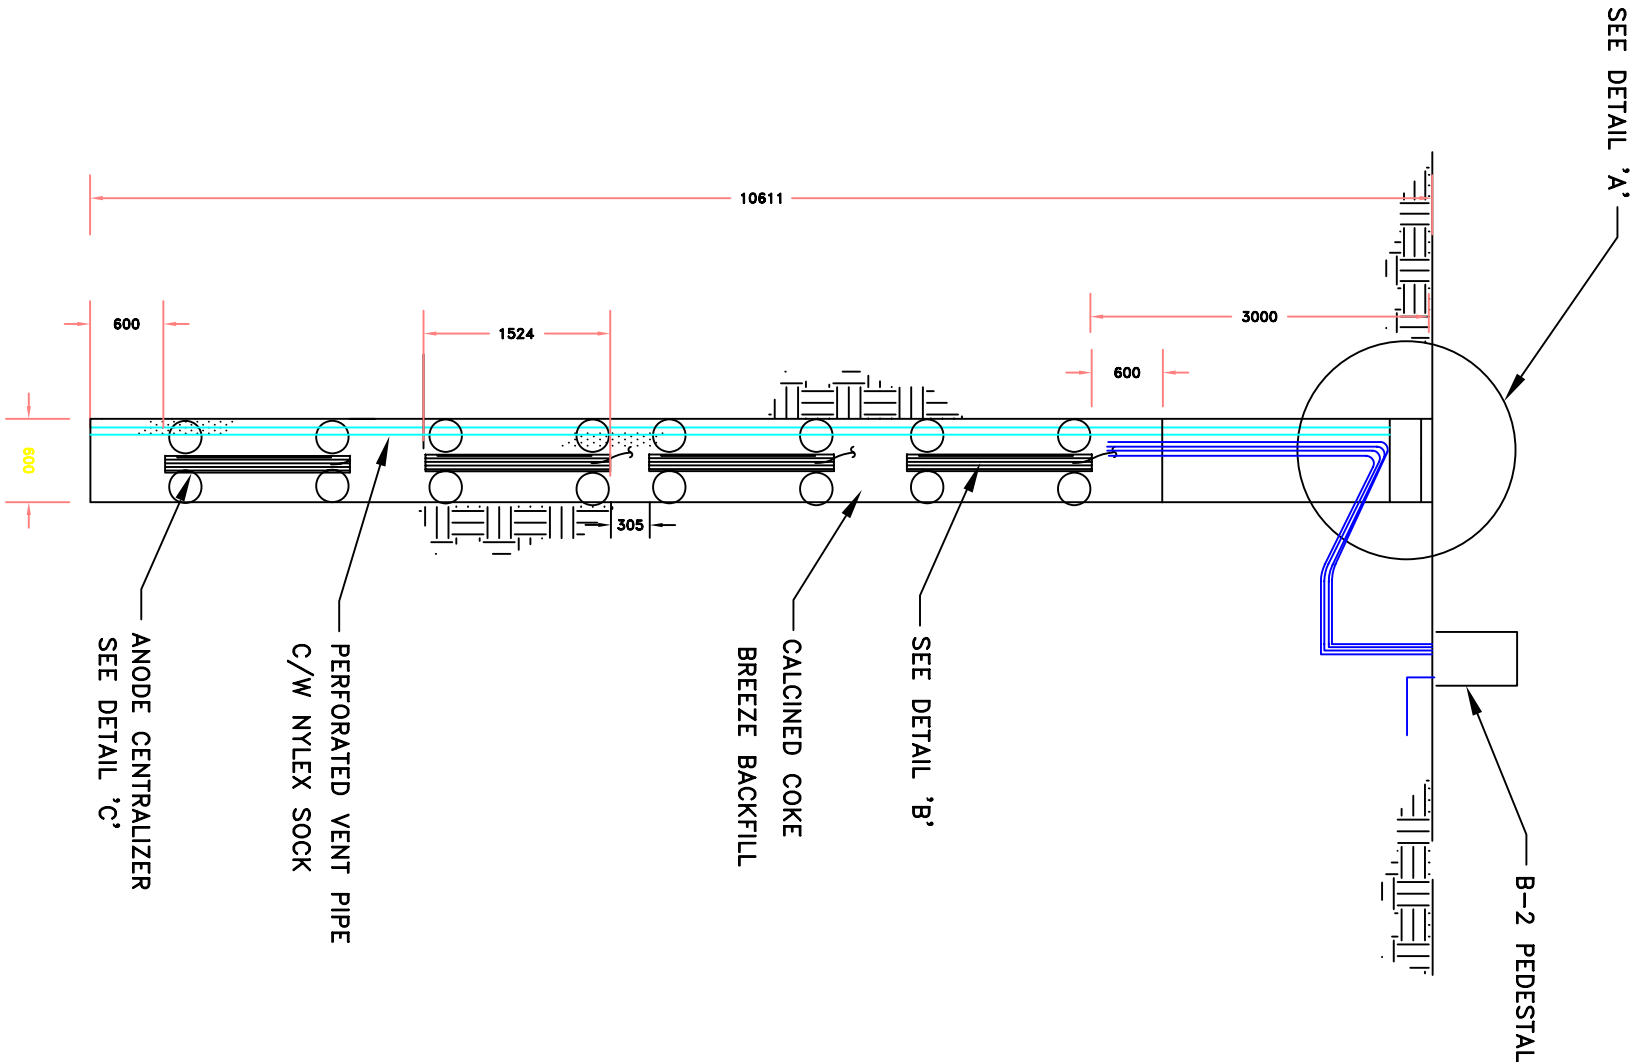 SEE DETAIL 'A'
10611
3000
600
1524
600
600
305
B-2 PEDESTAL
SEE DETAIL 'B'
CALCINED COKE
BREEZE BACKFILL
PERFORATED VENT PIPE
C/W NYLEX SOCK
ANODE CENTRALIZER
SEE DETAIL 'C'